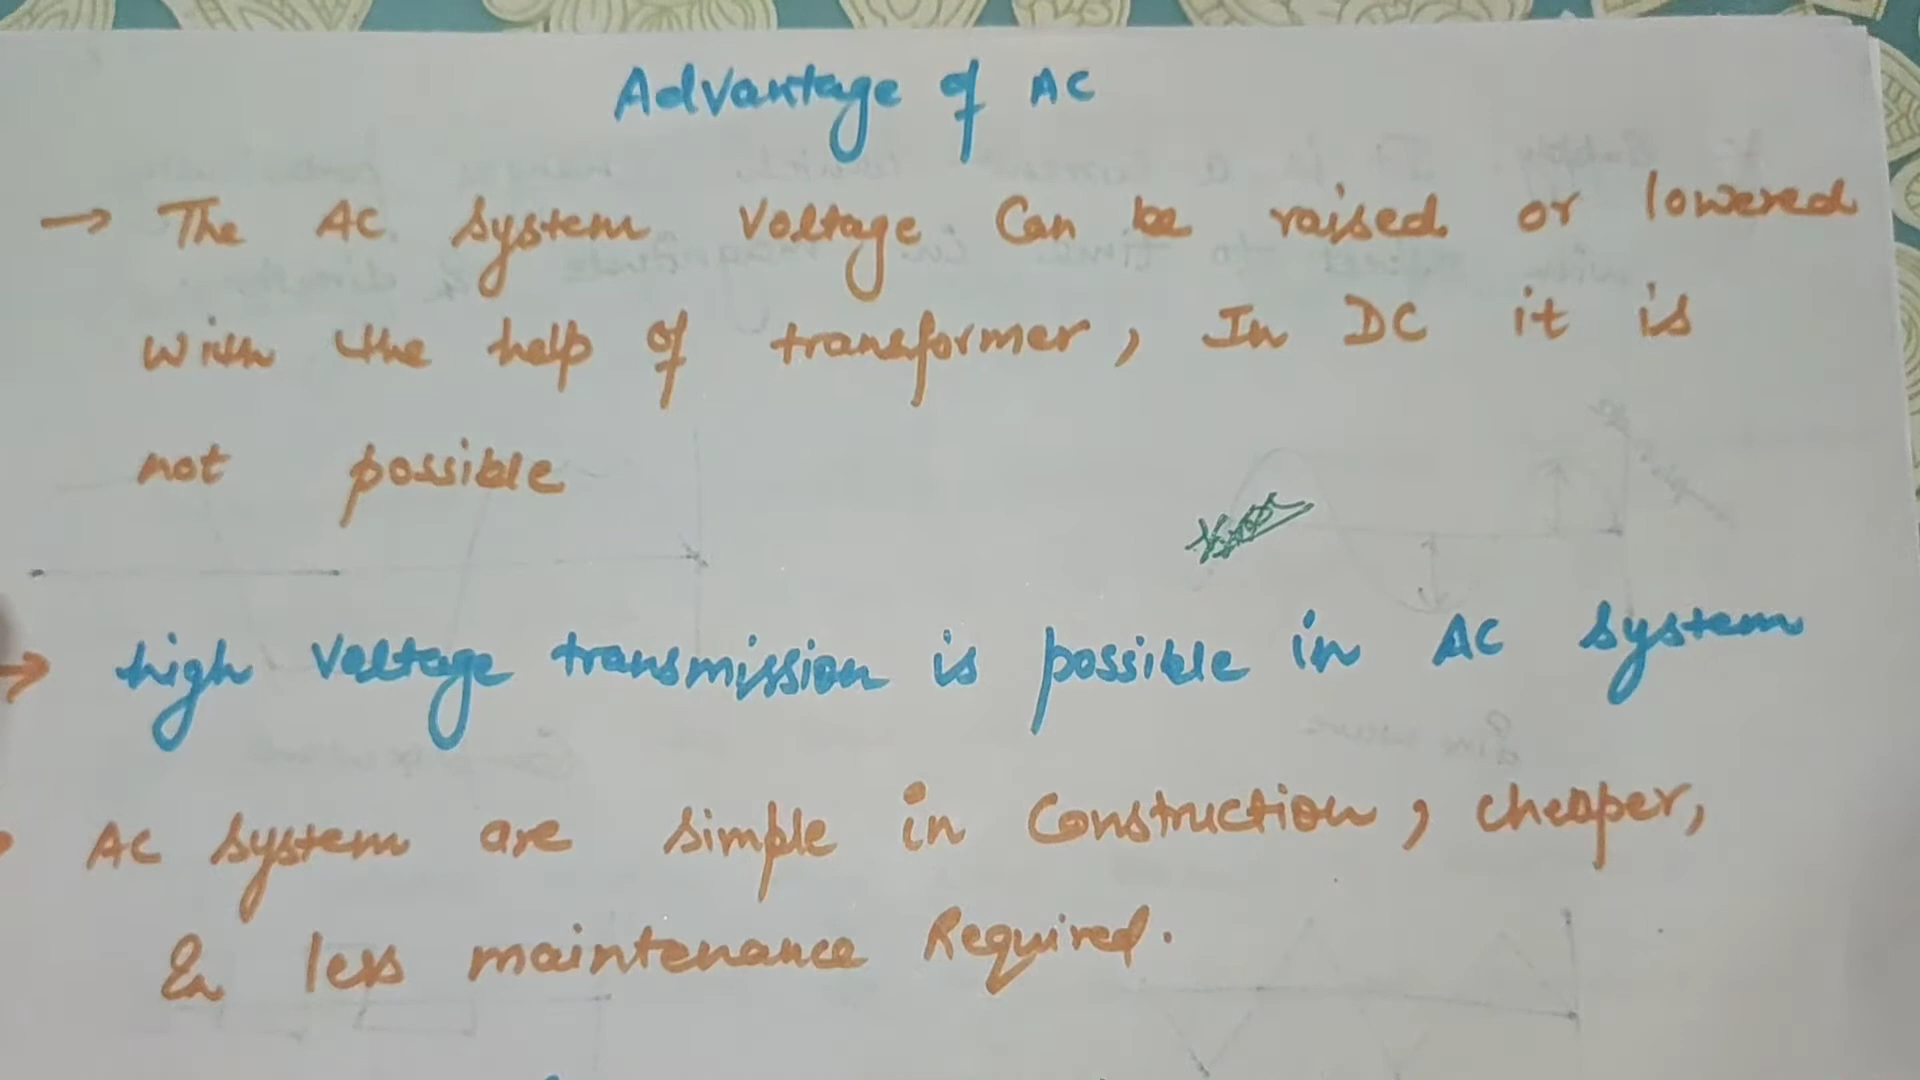 Advantage of AC
→ The AC system Voltage Can be raised or lowered
with the help of transformer, In DC it is
not possible
→ high Voltage transmission is possible in AC system
AC system are simple in Construction, cheaper,
& less maintenance Required.